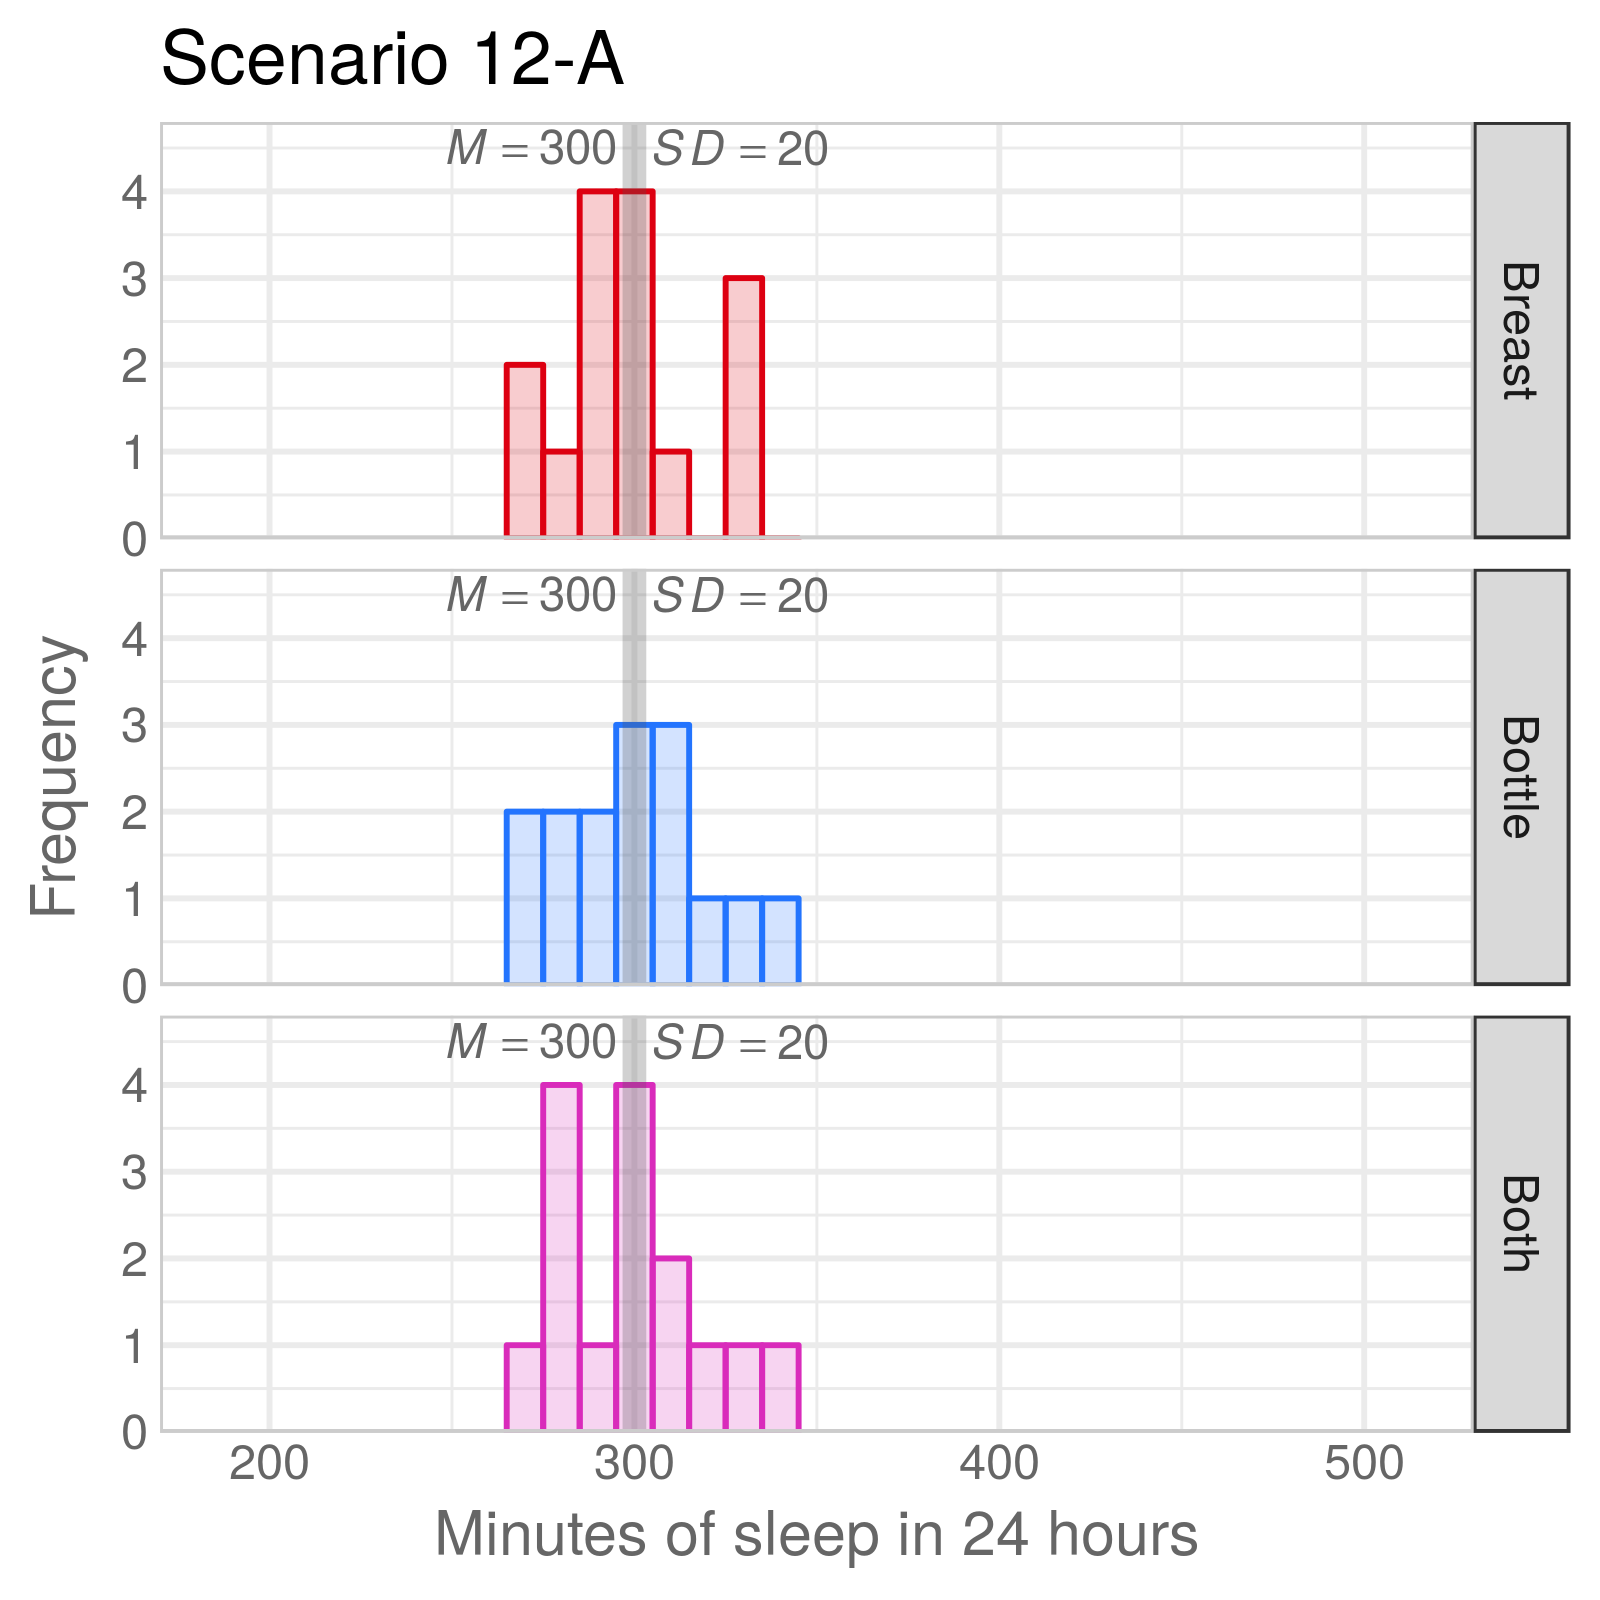 Scenario 12-A
M = 300 SD = 20
4
3
2
1
0
Breast
M = 300 SD = 20
4
3
2
1
0
Bottle
M = 300 SD = 20
4
3
2
1
0
Both
Frequency
200 300 400 500
Minutes of sleep in 24 hours